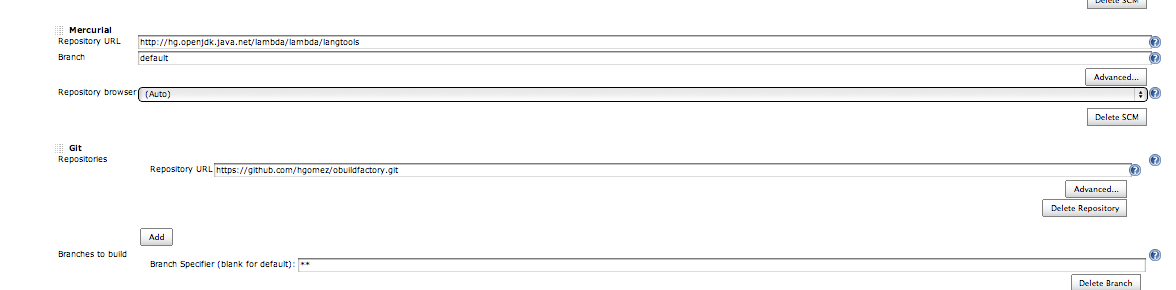 Delete SCM
Mercurial
Repository URL http://hg.openjdk.java.net/lambda/lambda/langtools
Branch default
Advanced...
Repository browser (Auto)
Delete SCM
Git
Repositories
Repository URL https://github.com/hgomez/obuildfactory.git
Advanced...
Delete Repository
Add
Branches to build
Branch Specifier (blank for default): **
Delete Branch